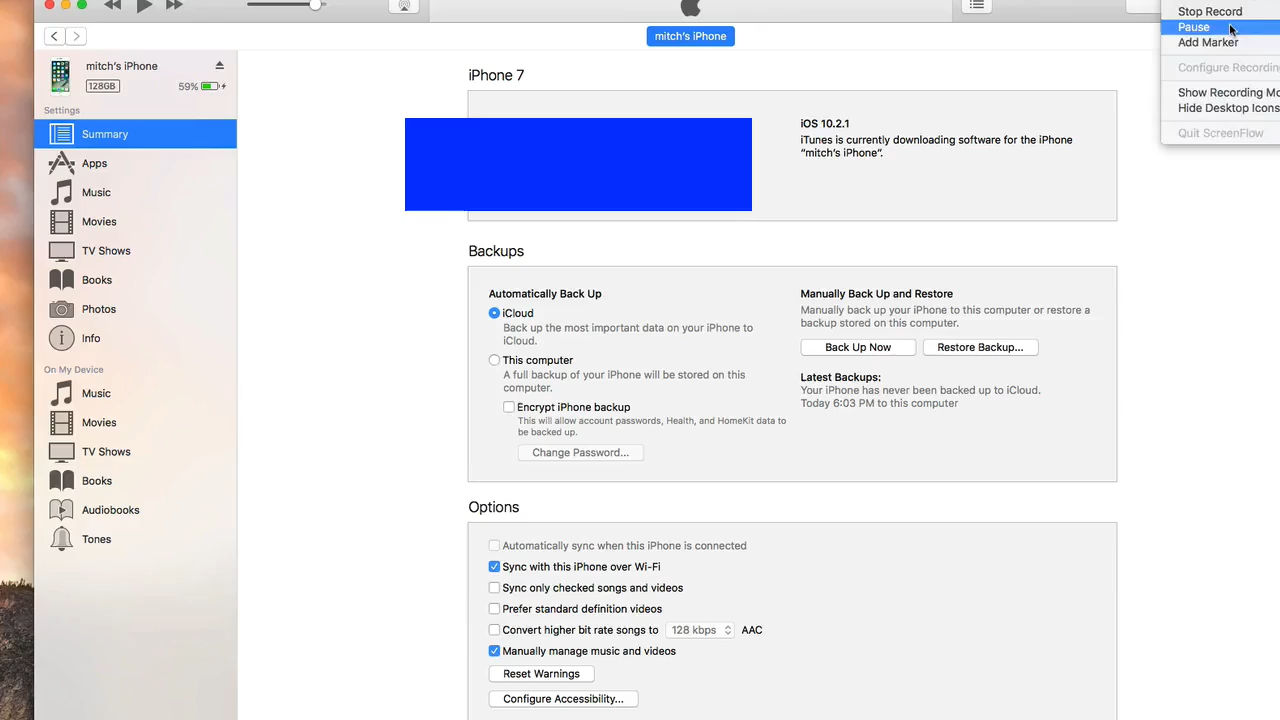 Stop Record
Pause
Add Marker
Configure Recording
Show Recording Mo
Hide Desktop Icons
Quit ScreenFlow
mitch's iPhone
mitch's iPhone
128GB
59%
Settings
Summary
Apps
Music
Movies
TV Shows
Books
Photos
Info
On My Device
Music
Movies
TV Shows
Books
Audiobooks
Tones
iPhone 7
iOS 10.2.1
iTunes is currently downloading software for the iPhone
“mitch's iPhone”.
Backups
Automatically Back Up
iCloud
Back up the most important data on your iPhone to
iCloud.
This computer
A full backup of your iPhone will be stored on this
computer.
Encrypt iPhone backup
This will allow account passwords, Health, and HomeKit data to
be backed up.
Change Password...
Manually Back Up and Restore
Manually back up your iPhone to this computer or restore a
backup stored on this computer.
Back Up Now
Restore Backup...
Latest Backups:
Your iPhone has never been backed up to iCloud.
Today 6:03 PM to this computer
Options
Automatically sync when this iPhone is connected
Sync with this iPhone over Wi-Fi
Sync only checked songs and videos
Prefer standard definition videos
Convert higher bit rate songs to 128 kbps AAC
Manually manage music and videos
Reset Warnings
Configure Accessibility...